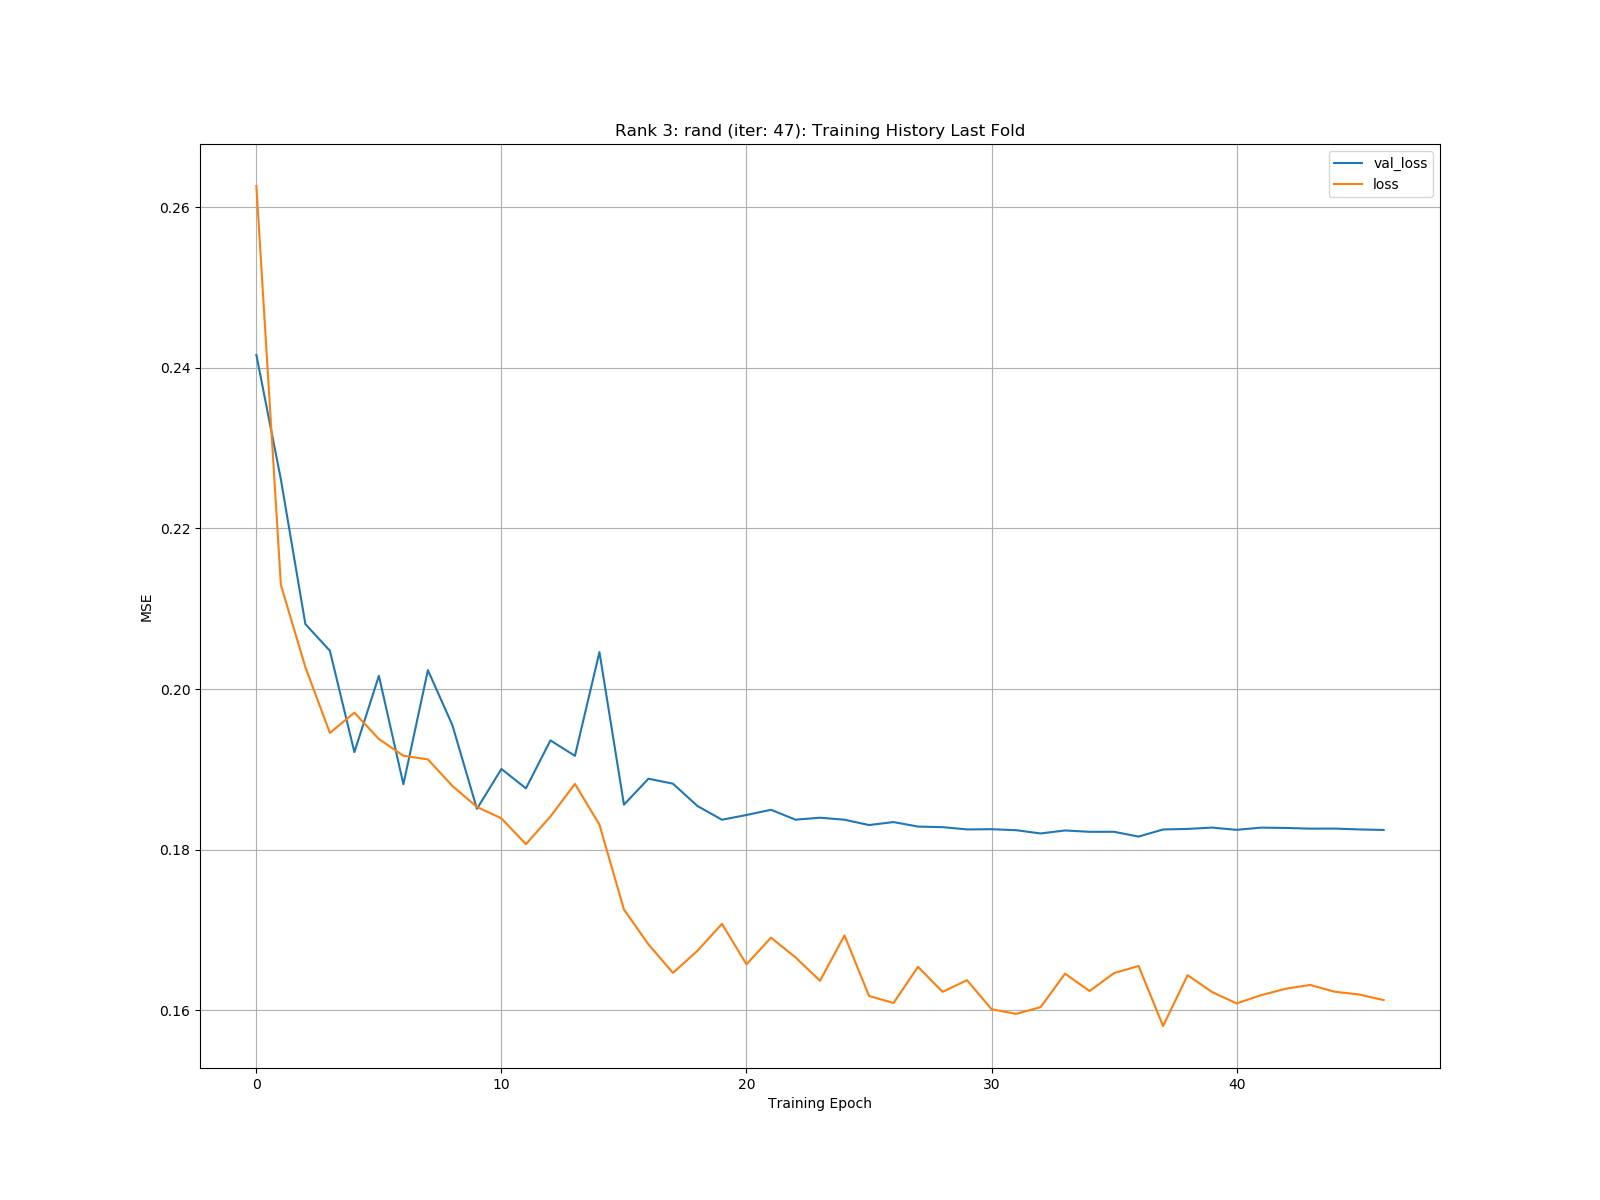 Rank 3: rand (iter: 47): Training History Last Fold
val_loss
loss
0.26
0.24
0.22
0.20
0.18
0.16
MSE
0 10 20 30 40
Training Epoch